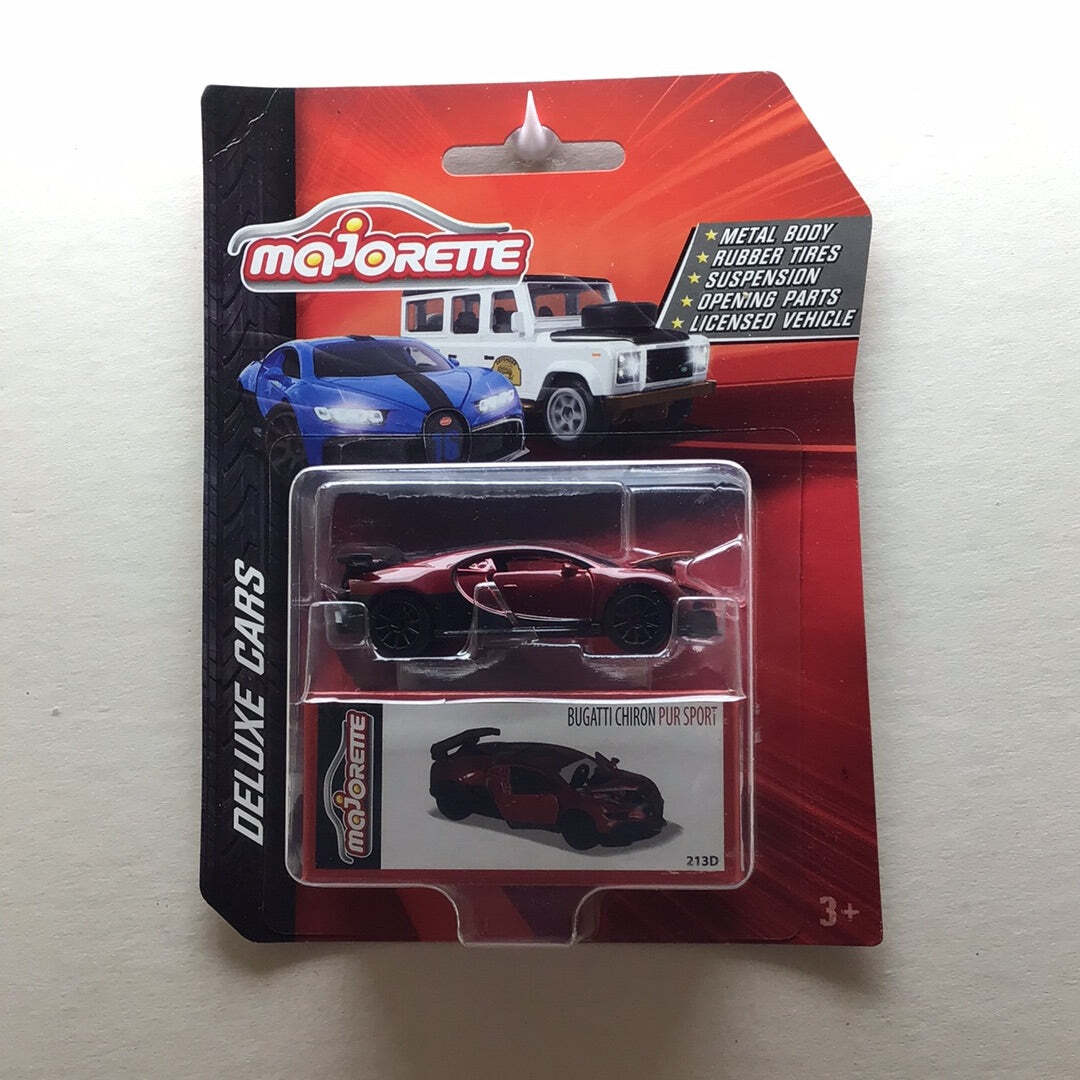 majorette
METAL BODY
RUBBER TIRES
SUSPENSION
OPENING PARTS
LICENSED VEHICLE
DELUXE CARS
BUGATTI CHIRON PUR SPORT
majorette
213D
3+